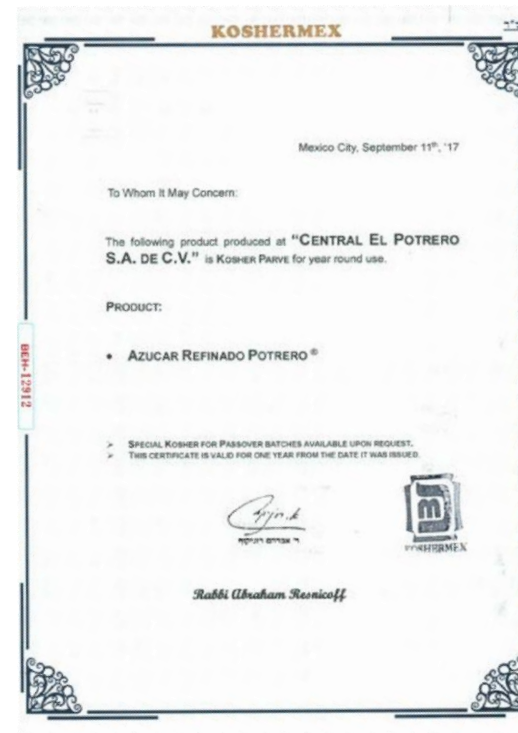 KOSHERMEX
Mexico City, September 11th, '17
To Whom It May Concern:
The following product produced at "CENTRAL EL POTRERO
S.A. DE C.V." is KOSHER PARVE for year round use.
PRODUCT:
• AZUCAR REFINADO POTRERO ®
BEH-12912
➢ SPECIAL KOSHER FOR PASSOVER BATCHES AVAILABLE UPON REQUEST.
➢ THIS CERTIFICATE IS VALID FOR ONE YEAR FROM THE DATE IT WAS ISSUED.
ר' אברהם רזניקוף
KOSHERMEX
Rabbi Abraham Resnicoff